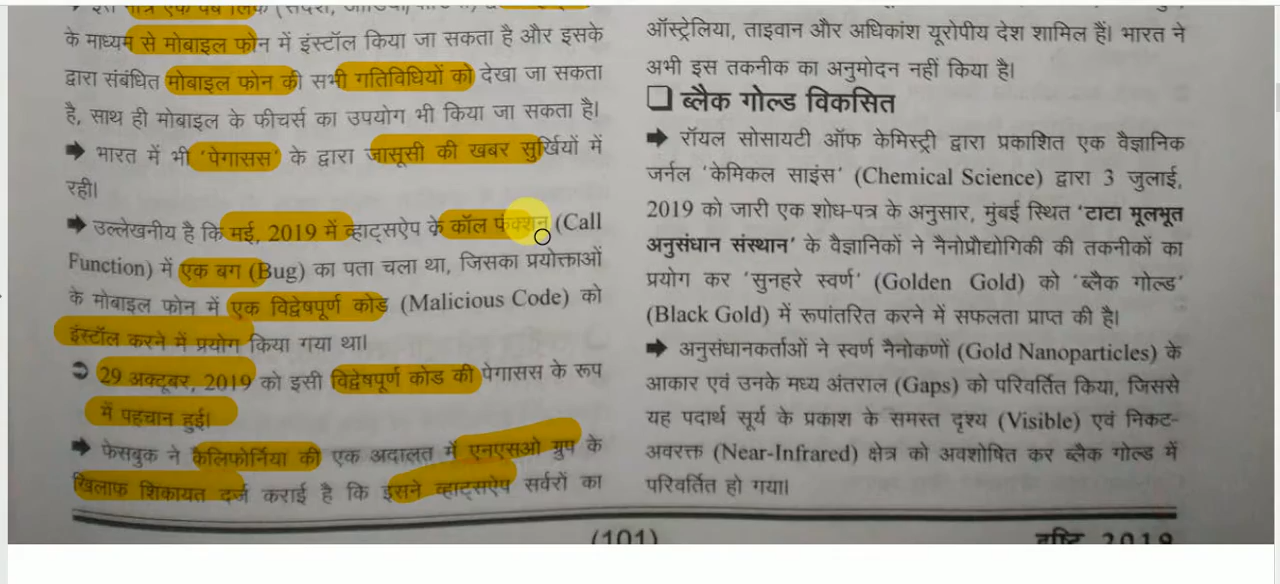 के माध्यम से मोबाइल फोन में इंस्टॉल किया जा सकता है और इसके
द्वारा संबंधित मोबाइल फोन की सभी गतिविधियों को देखा जा सकता
है, साथ ही मोबाइल के फीचर्स का उपयोग भी किया जा सकता है।
➡ भारत में भी 'पेगासस' के द्वारा जासूसी की खबर सुर्खियों में
रही।
➡ उल्लेखनीय है कि मई, 2019 में व्हाट्सऐप के कॉल फंक्शन (Call
Function) में एक बग (Bug) का पता चला था, जिसका प्रयोक्ताओं
के मोबाइल फोन में एक विद्वेषपूर्ण कोड (Malicious Code) को
इंस्टॉल करने में प्रयोग किया गया था।
➲ 29 अक्टूबर, 2019 को इसी विद्वेषपूर्ण कोड की पेगासस के रूप
में पहचान हुई।
➡ फेसबुक ने कैलिफोर्निया की एक अदालत में एनएसओ ग्रुप के
खिलाफ शिकायत दर्ज कराई है कि इसने व्हाट्सऐप सर्वरों का
ऑस्ट्रेलिया, ताइवान और अधिकांश यूरोपीय देश शामिल हैं। भारत ने
अभी इस तकनीक का अनुमोदन नहीं किया है।
❑ ब्लैक गोल्ड विकसित
➡ रॉयल सोसायटी ऑफ केमिस्ट्री द्वारा प्रकाशित एक वैज्ञानिक
जर्नल 'केमिकल साइंस' (Chemical Science) द्वारा 3 जुलाई,
2019 को जारी एक शोध-पत्र के अनुसार, मुंबई स्थित 'टाटा मूलभूत
अनुसंधान संस्थान' के वैज्ञानिकों ने नैनोप्रौद्योगिकी की तकनीकों का
प्रयोग कर 'सुनहरे स्वर्ण' (Golden Gold) को 'ब्लैक गोल्ड'
(Black Gold) में रूपांतरित करने में सफलता प्राप्त की है।
➡ अनुसंधानकर्ताओं ने स्वर्ण नैनोकणों (Gold Nanoparticles) के
आकार एवं उनके मध्य अंतराल (Gaps) को परिवर्तित किया, जिससे
यह पदार्थ सूर्य के प्रकाश के समस्त दृश्य (Visible) एवं निकट-
अवरक्त (Near-Infrared) क्षेत्र को अवशोषित कर ब्लैक गोल्ड में
परिवर्तित हो गया।
(101)
दृष्टि 2019